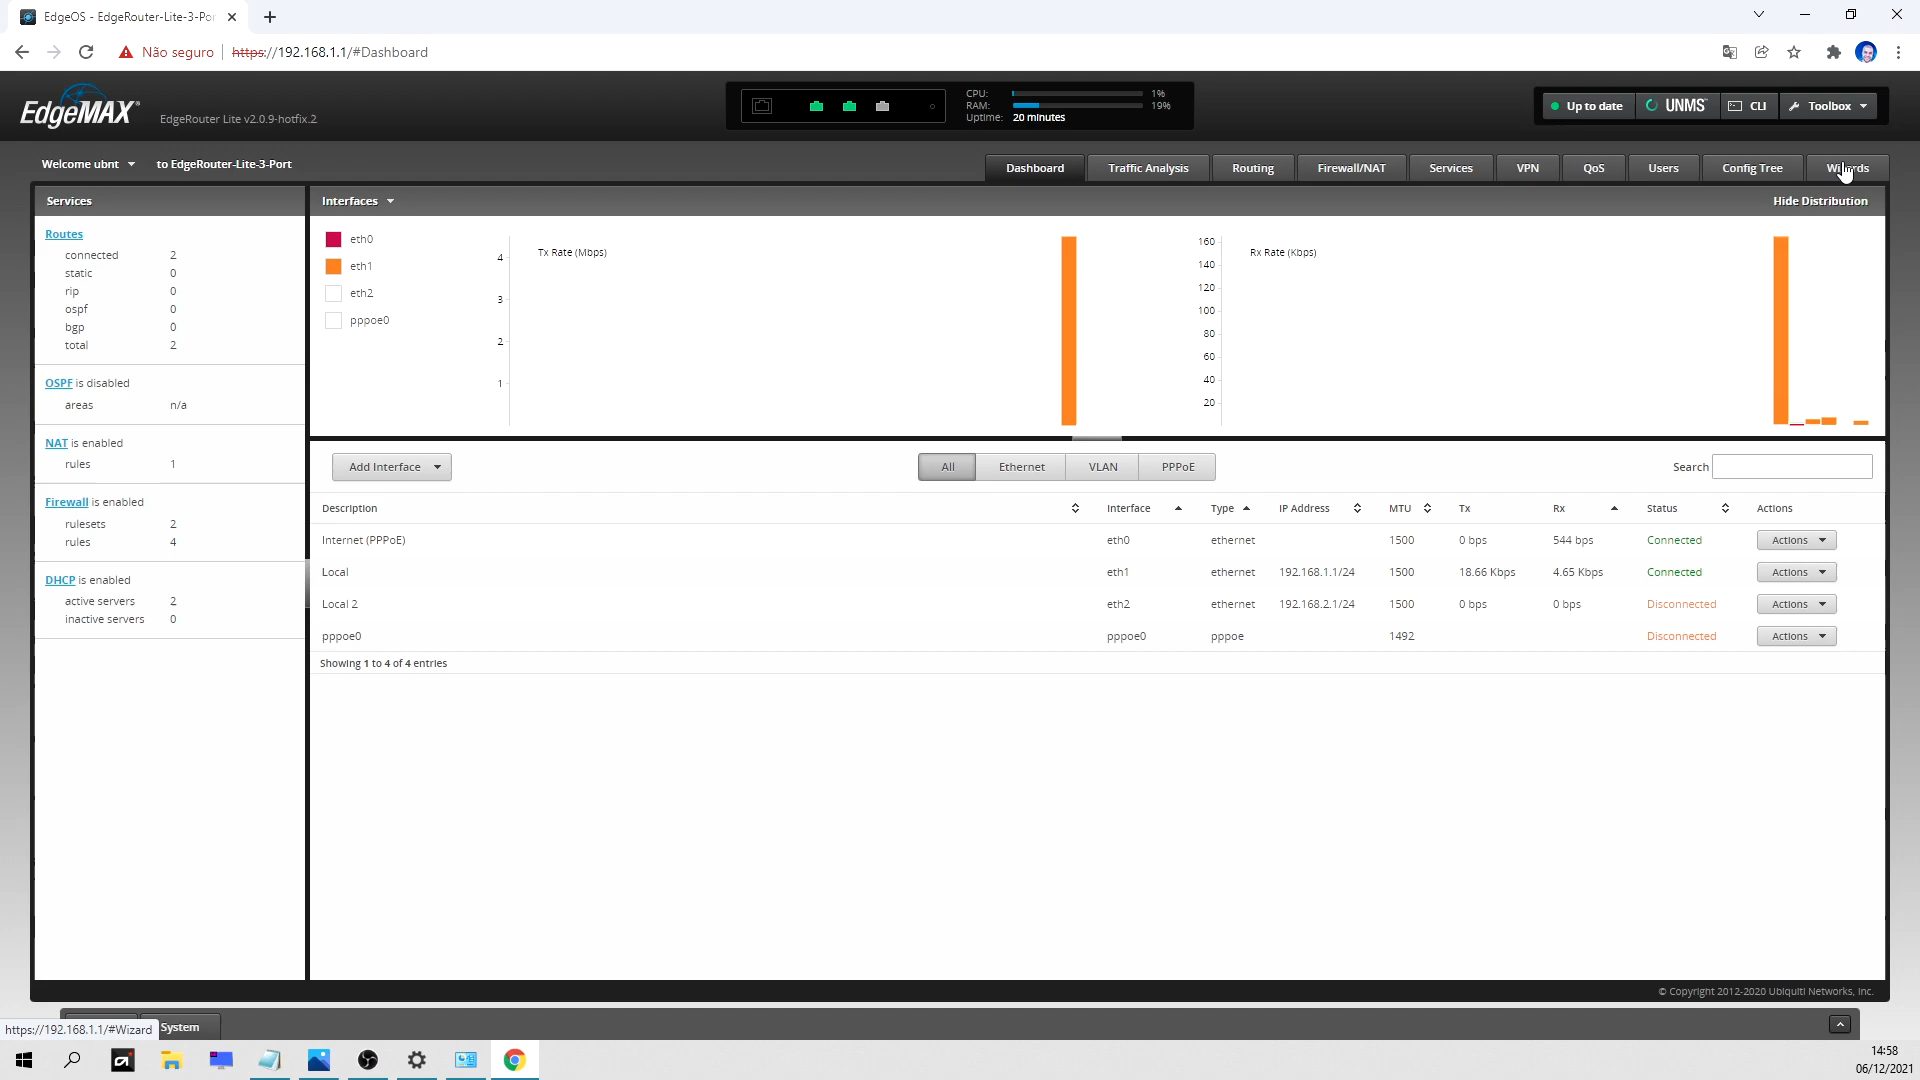 EdgeOS - EdgeRouter-Lite-3-Por
Não seguro
https://192.168.1.1/#Dashboard
EdgeMAX
EdgeRouter Lite v2.0.9-hotfix.2
CPU: 1%
RAM: 19%
Uptime: 20 minutes
Up to date
UNMS
CLI
Toolbox
Welcome ubnt
to EdgeRouter-Lite-3-Port
Dashboard Traffic Analysis Routing Firewall/NAT Services VPN QoS Users Config Tree Wizards
Services
Routes
connected 2
static 0
rip 0
ospf 0
bgp 0
total 2
OSPF is disabled
areas n/a
NAT is enabled
rules 1
Firewall is enabled
rulesets 2
rules 4
DHCP is enabled
active servers 2
inactive servers 0
Interfaces
Hide Distribution
eth0
eth1
eth2
pppoe0
Tx Rate (Mbps)
4
3
2
1
Rx Rate (Kbps)
160
140
120
100
80
60
40
20
Add Interface
All Ethernet VLAN PPPoE
Search
Description Interface Type IP Address MTU Tx Rx Status Actions
Internet (PPPoE) eth0 ethernet 1500 0 bps 544 bps Connected Actions
Local eth1 ethernet 192.168.1.1/24 1500 18.66 Kbps 4.65 Kbps Connected Actions
Local 2 eth2 ethernet 192.168.2.1/24 1500 0 bps 0 bps Disconnected Actions
pppoe0 pppoe0 pppoe 1492 Disconnected Actions
Showing 1 to 4 of 4 entries
© Copyright 2012-2020 Ubiquiti Networks, Inc.
https://192.168.1.1/#Wizard
System
14:58
06/12/2021